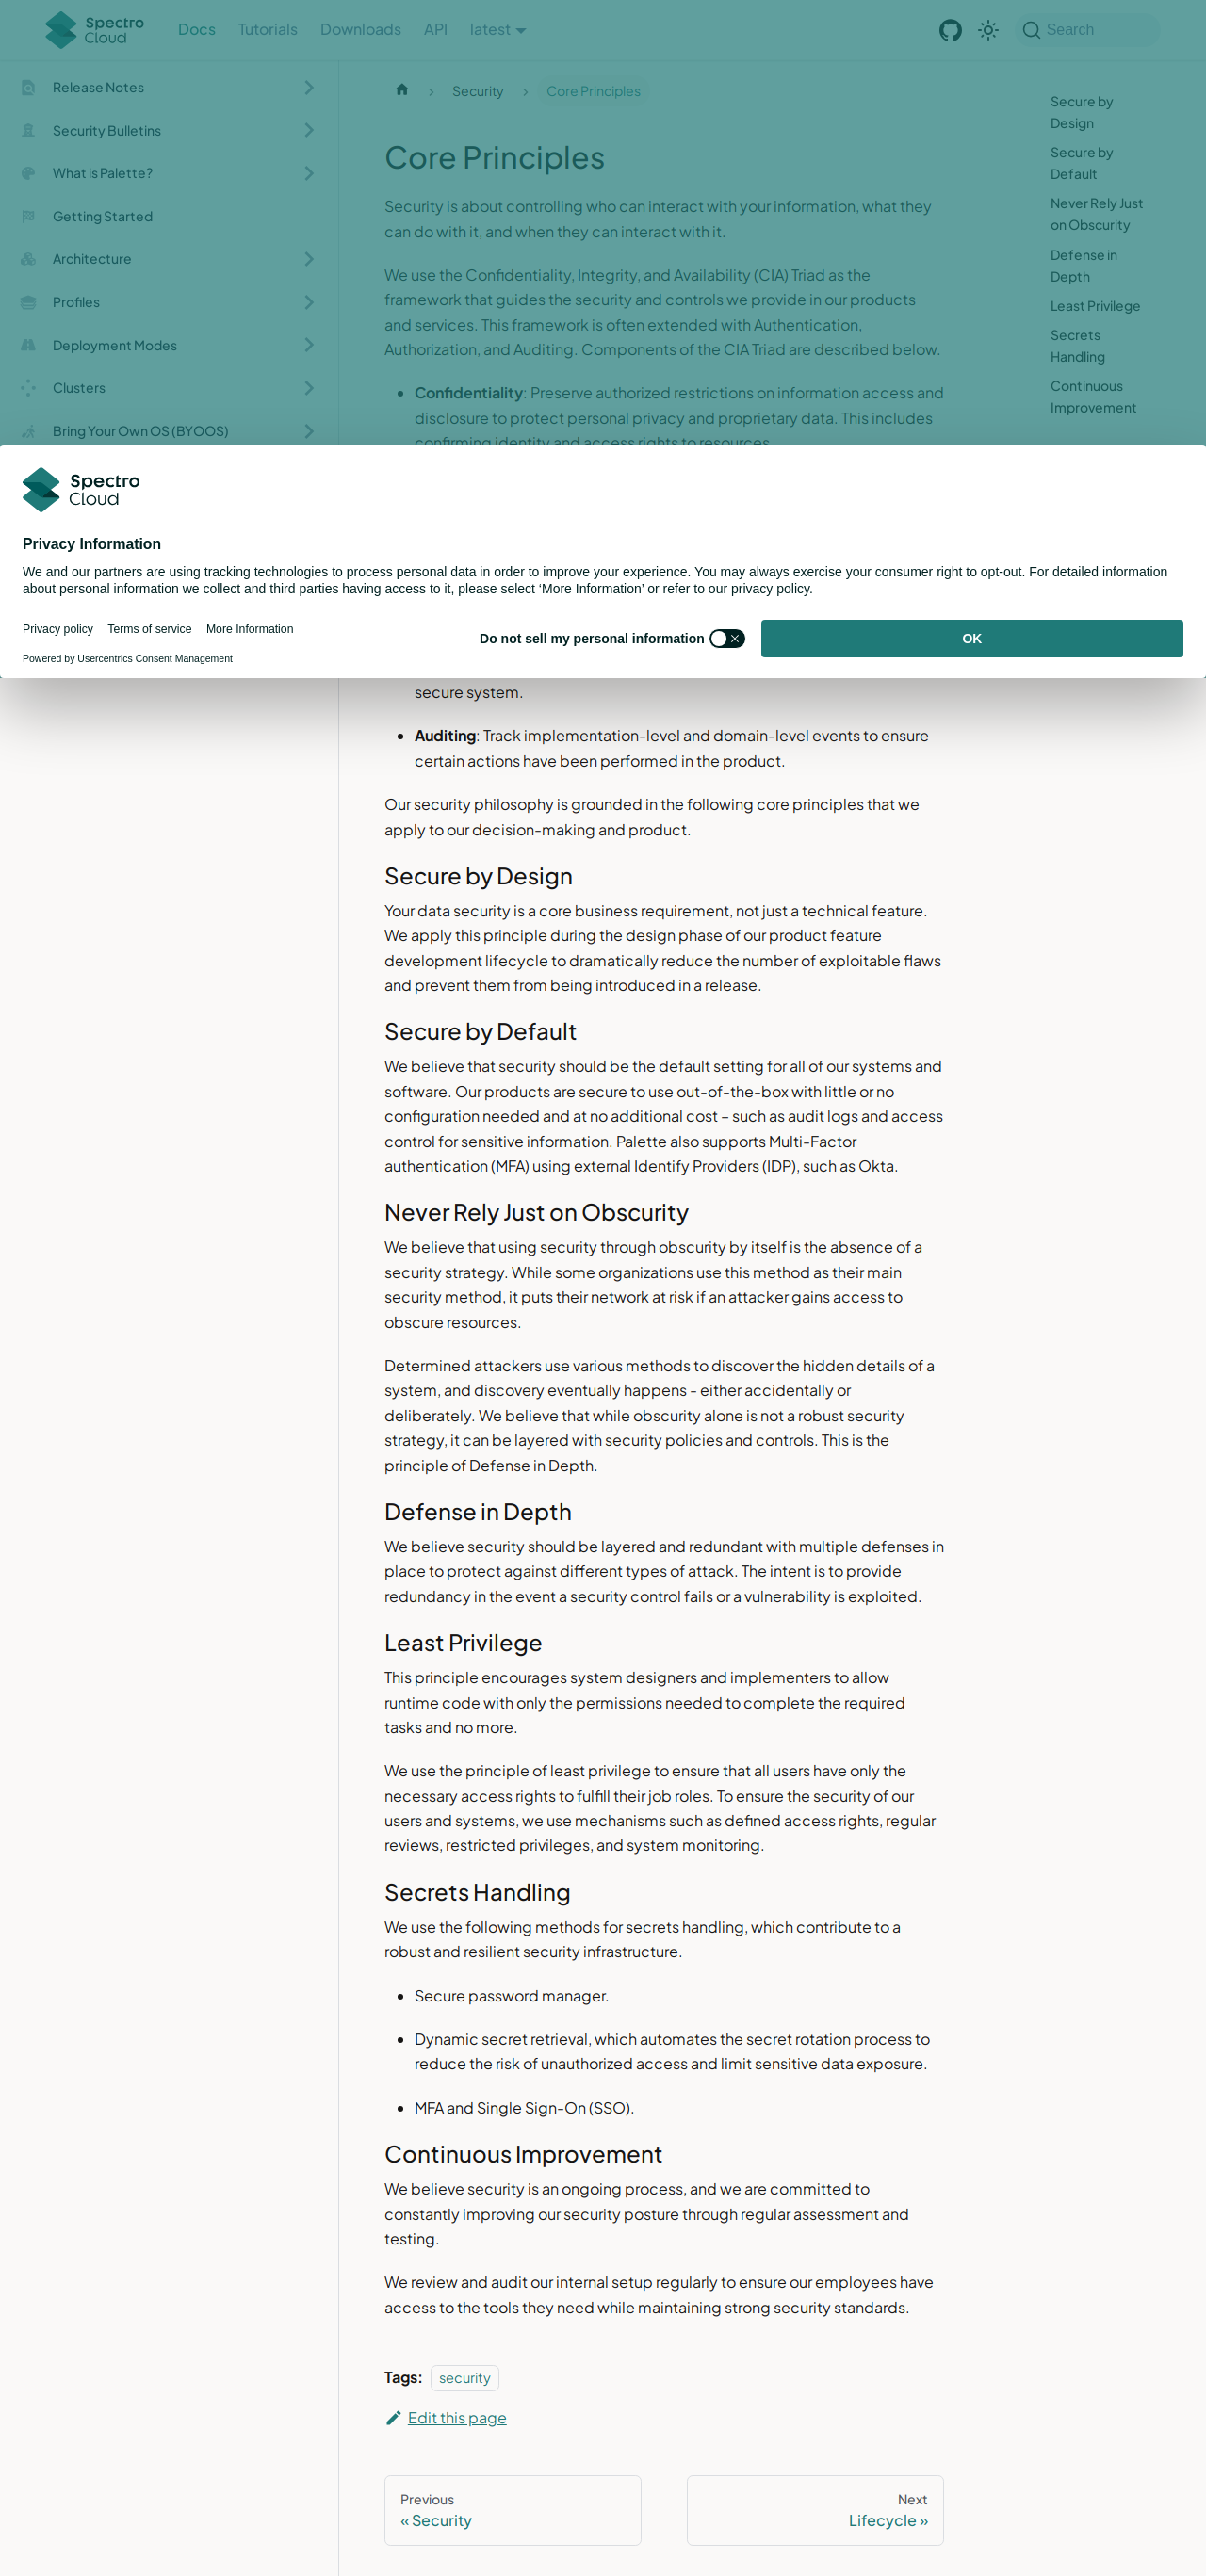 Spectro Cloud
Docs
Tutorials
Downloads
API
latest
Search
Release Notes
Security Bulletins
What is Palette?
Getting Started
Architecture
Profiles
Deployment Modes
Clusters
Bring Your Own OS (BYOOS)
Security
Core Principles
Core Principles
Security is about controlling who can interact with your information, what they
can do with it, and when they can interact with it.
We use the Confidentiality, Integrity, and Availability (CIA) Triad as the
framework that guides the security and controls we provide in our products
and services. This framework is often extended with Authentication,
Authorization, and Auditing. Components of the CIA Triad are described below.
Confidentiality: Preserve authorized restrictions on information access and
disclosure to protect personal privacy and proprietary data. This includes
confirming identity and access rights to resources.
Secure by
Design
Secure by
Default
Never Rely Just
on Obscurity
Defense in
Depth
Least Privilege
Secrets
Handling
Continuous
Improvement
Spectro
Cloud
Privacy Information
We and our partners are using tracking technologies to process personal data in order to improve your experience. You may always exercise your consumer right to opt-out. For detailed information
about personal information we collect and third parties having access to it, please select ‘More Information’ or refer to our privacy policy.
Privacy policy
Terms of service
More Information
Do not sell my personal information
OK
Powered by Usercentrics Consent Management
secure system.
Auditing: Track implementation-level and domain-level events to ensure
certain actions have been performed in the product.
Our security philosophy is grounded in the following core principles that we
apply to our decision-making and product.
Secure by Design
Your data security is a core business requirement, not just a technical feature.
We apply this principle during the design phase of our product feature
development lifecycle to dramatically reduce the number of exploitable flaws
and prevent them from being introduced in a release.
Secure by Default
We believe that security should be the default setting for all of our systems and
software. Our products are secure to use out-of-the-box with little or no
configuration needed and at no additional cost – such as audit logs and access
control for sensitive information. Palette also supports Multi-Factor
authentication (MFA) using external Identify Providers (IDP), such as Okta.
Never Rely Just on Obscurity
We believe that using security through obscurity by itself is the absence of a
security strategy. While some organizations use this method as their main
security method, it puts their network at risk if an attacker gains access to
obscure resources.
Determined attackers use various methods to discover the hidden details of a
system, and discovery eventually happens - either accidentally or
deliberately. We believe that while obscurity alone is not a robust security
strategy, it can be layered with security policies and controls. This is the
principle of Defense in Depth.
Defense in Depth
We believe security should be layered and redundant with multiple defenses in
place to protect against different types of attack. The intent is to provide
redundancy in the event a security control fails or a vulnerability is exploited.
Least Privilege
This principle encourages system designers and implementers to allow
runtime code with only the permissions needed to complete the required
tasks and no more.
We use the principle of least privilege to ensure that all users have only the
necessary access rights to fulfill their job roles. To ensure the security of our
users and systems, we use mechanisms such as defined access rights, regular
reviews, restricted privileges, and system monitoring.
Secrets Handling
We use the following methods for secrets handling, which contribute to a
robust and resilient security infrastructure.
Secure password manager.
Dynamic secret retrieval, which automates the secret rotation process to
reduce the risk of unauthorized access and limit sensitive data exposure.
MFA and Single Sign-On (SSO).
Continuous Improvement
We believe security is an ongoing process, and we are committed to
constantly improving our security posture through regular assessment and
testing.
We review and audit our internal setup regularly to ensure our employees have
access to the tools they need while maintaining strong security standards.
Tags: security
Edit this page
Previous
« Security
Next
Lifecycle »